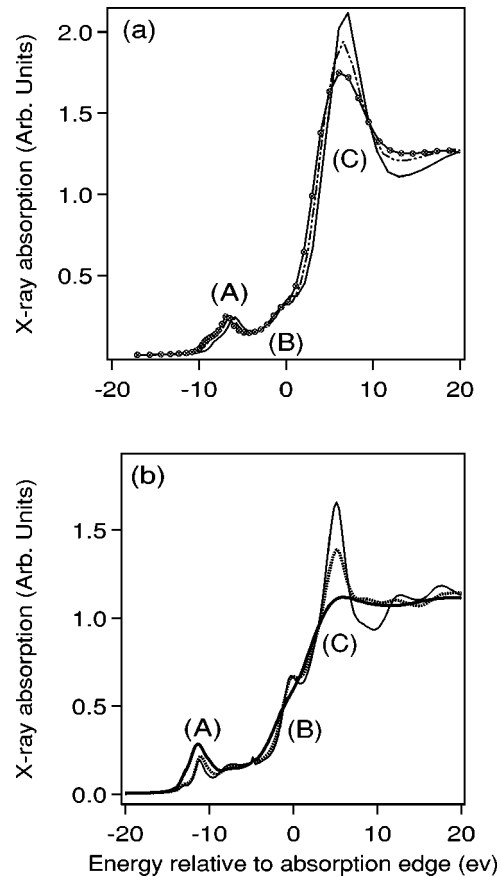 (a)
X-ray absorption (Arb. Units)
2.0
1.5
1.0
0.5
(A)
(B)
(C)
-20
-10
0
10
20
(b)
X-ray absorption (Arb. Units)
1.5
1.0
0.5
0.0
(A)
(B)
(C)
-20
-10
0
10
20
Energy relative to absorption edge (ev)